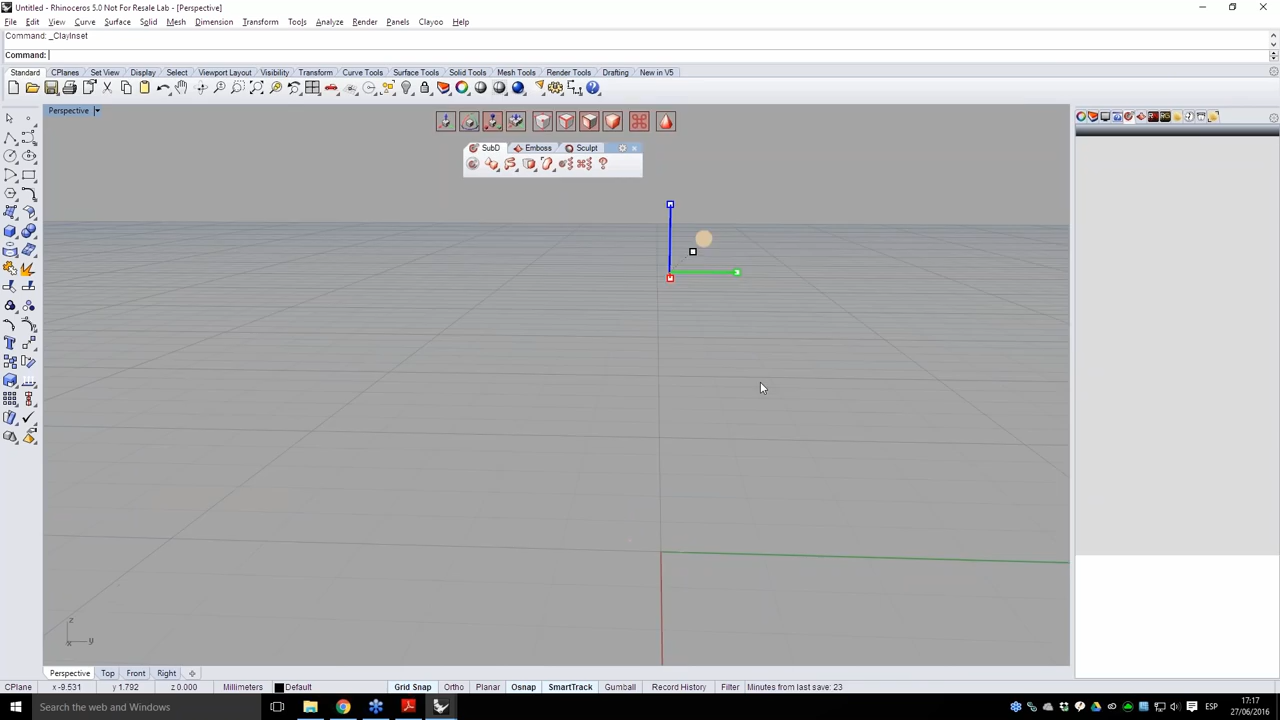 Untitled - Rhinoceros 5.0 Not For Resale Lab - [Perspective]
File Edit View Curve Surface Solid Mesh Dimension Transform Tools Analyze Render Panels Clayoo Help
Command: _ClayInset
Command:
Standard CPlanes Set View Display Select Viewport Layout Visibility Transform Curve Tools Surface Tools Solid Tools Mesh Tools Render Tools Drafting New in V5
Perspective
SubD Emboss Sculpt
z
x y
Perspective Top Front Right
CPlane x -9.531 y 1.792 z 0.000 Millimeters Default Grid Snap Ortho Planar Osnap SmartTrack Gumball Record History Filter Minutes from last save: 23
Search the web and Windows
ESP
17:17
27/06/2016